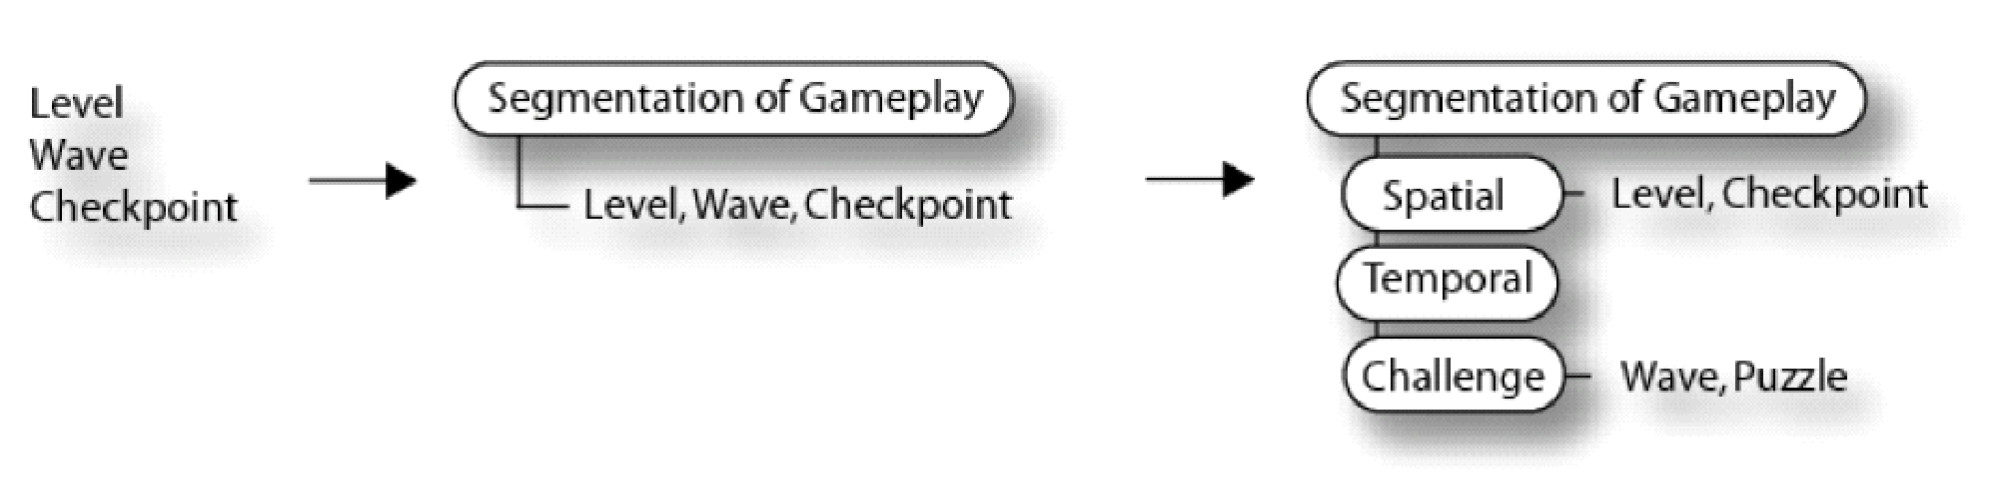 Level
Wave
Checkpoint
Segmentation of Gameplay
Level, Wave, Checkpoint
Segmentation of Gameplay
Spatial
Level, Checkpoint
Temporal
Challenge
Wave, Puzzle